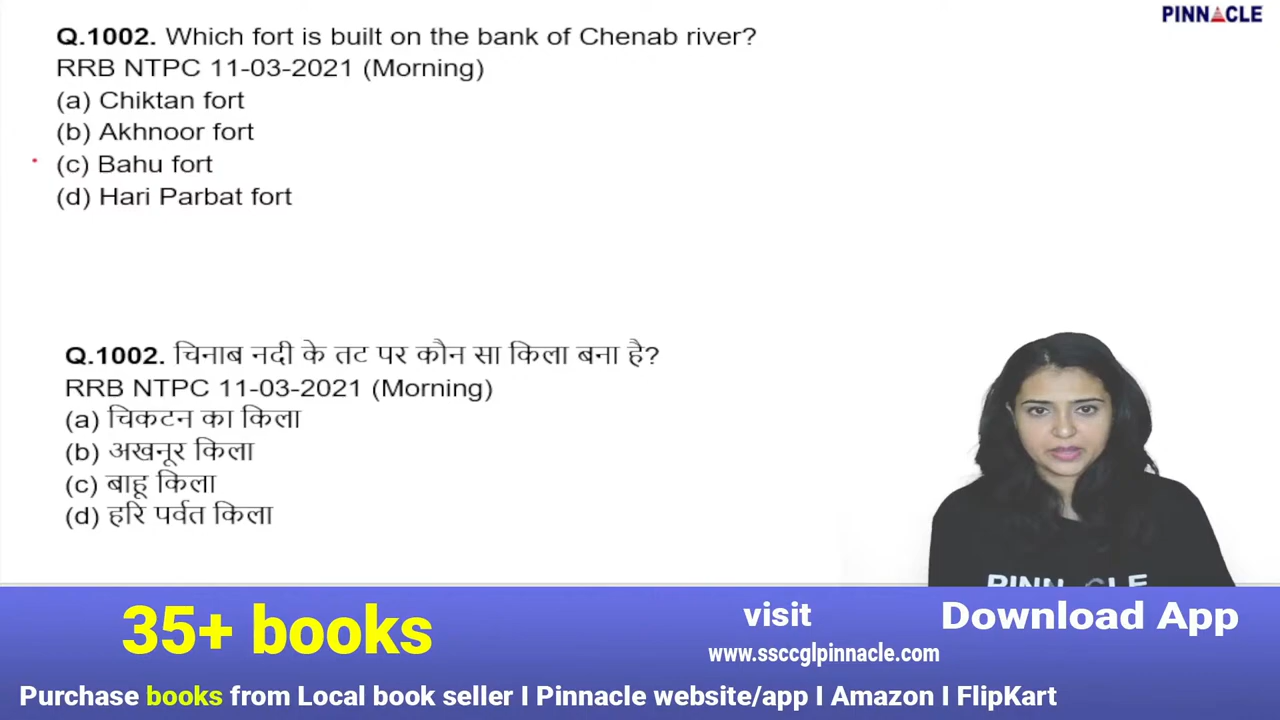 PINNACLE
Q.1002. Which fort is built on the bank of Chenab river?
RRB NTPC 11-03-2021 (Morning)
(a) Chiktan fort
(b) Akhnoor fort
(c) Bahu fort
(d) Hari Parbat fort
Q.1002. चिनाब नदी के तट पर कौन सा किला बना है?
RRB NTPC 11-03-2021 (Morning)
(a) चिकटन का किला
(b) अखनूर किला
(c) बाहू किला
(d) हरि पर्वत किला
PINNACLE
35+ books
visit
www.ssccglpinnacle.com
Download App
Purchase books from Local book seller I Pinnacle website/app I Amazon I FlipKart